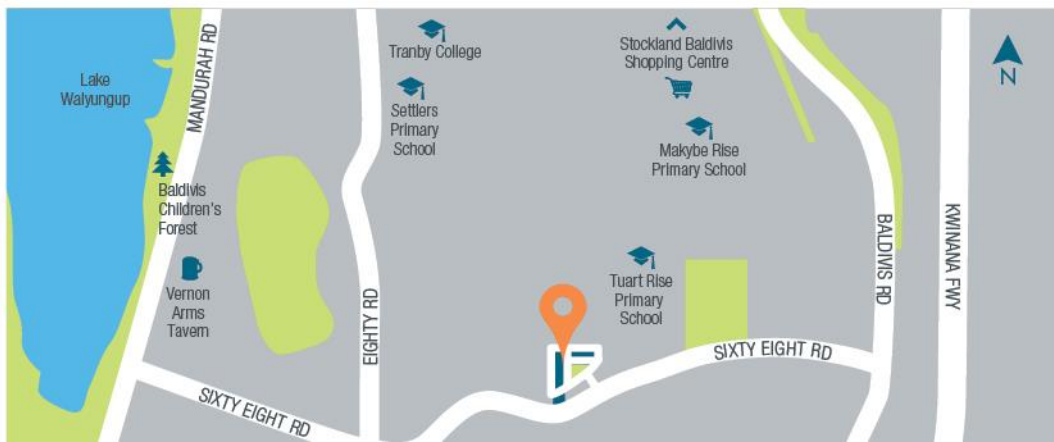 Lake
Walyungup
MANDURAH RD
Tranby College
Settlers
Primary
School
Stockland Baldivis
Shopping Centre
Makybe Rise
Primary School
N
Baldivis
Children's
Forest
Vernon
Arms
Tavern
EIGHTY RD
Tuart Rise
Primary
School
BALDIVIS RD
KWINANA FWY
SIXTY EIGHT RD
SIXTY EIGHT RD